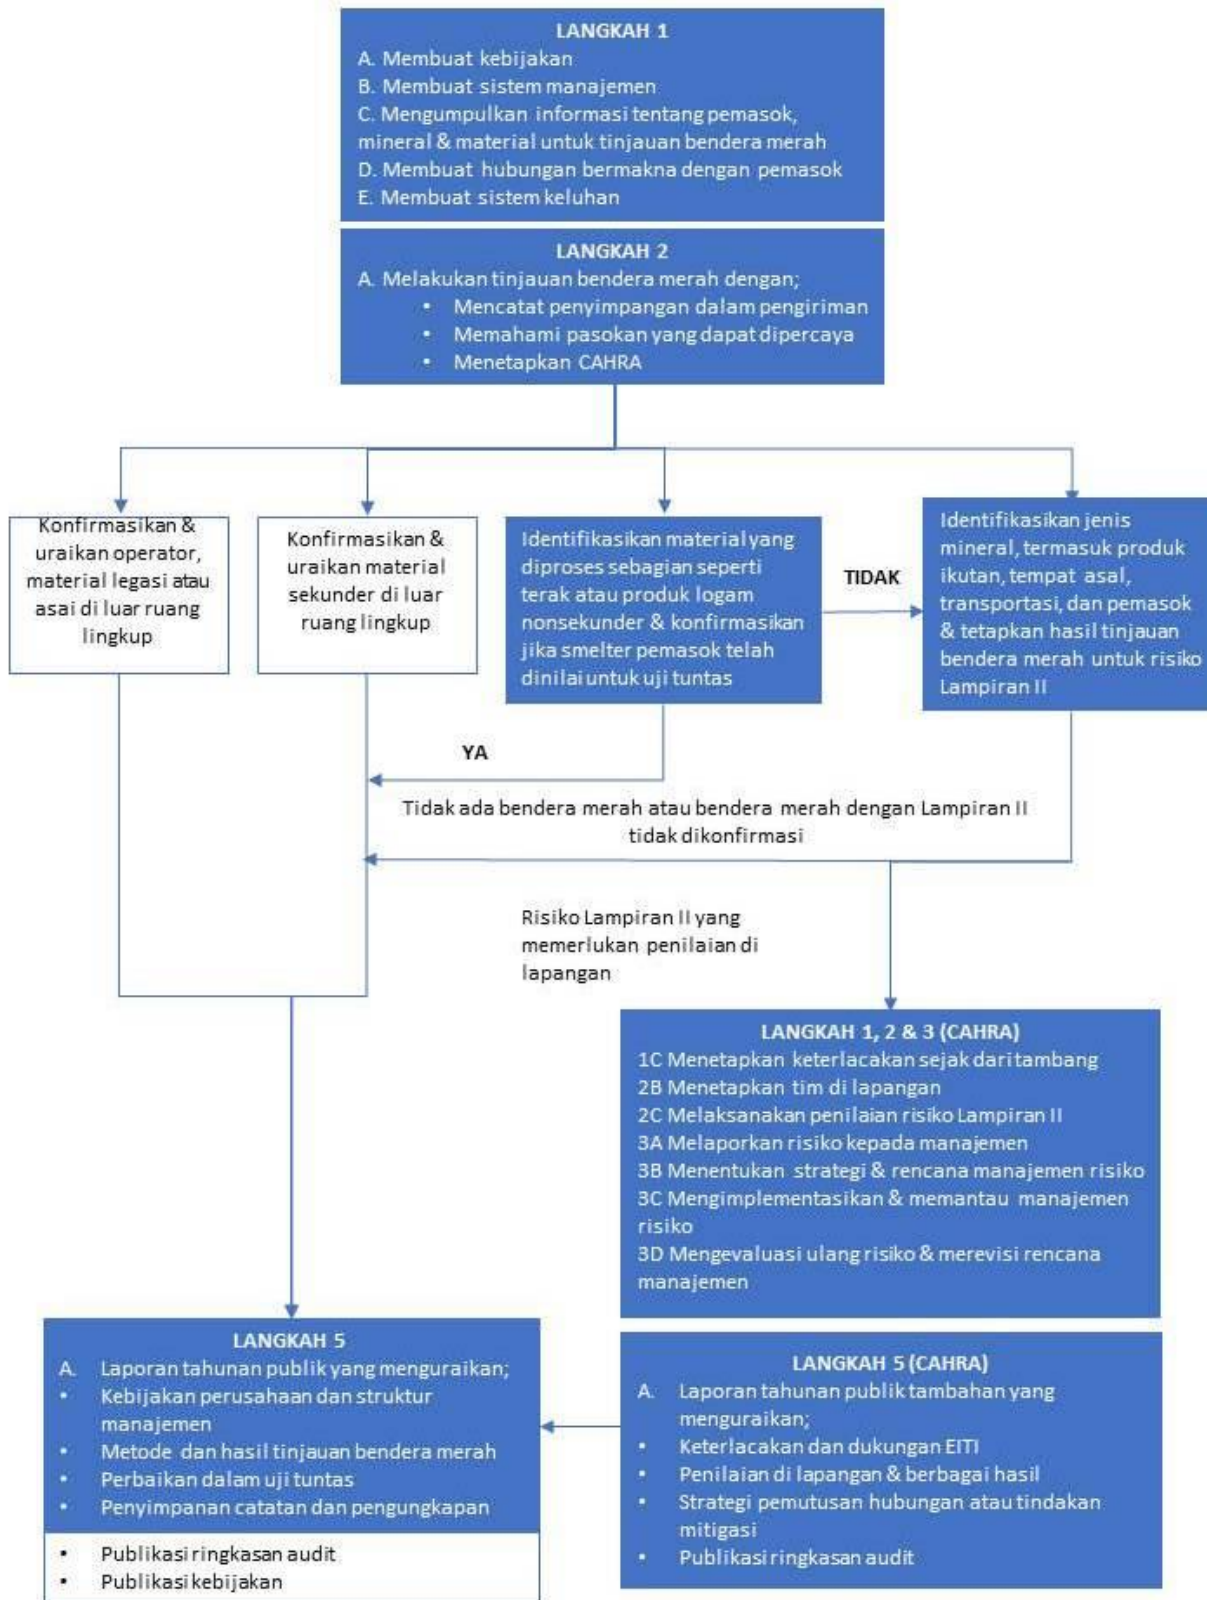 LANGKAH 1
A. Membuat kebijakan
B. Membuat sistem manajemen
C. Mengumpulkan informasi tentang pemasok,
mineral & material untuk tinjauan bendera merah
D. Membuat hubungan bermakna dengan pemasok
E. Membuat sistem keluhan
LANGKAH 2
A. Melakukan tinjauan bendera merah dengan;
• Mencatat penyimpangan dalam pengiriman
• Memahami pasokan yang dapat dipercaya
• Menetapkan CAHRA
Konfirmasikan &
uraikan operator,
material legasi atau
asai di luar ruang
lingkup
Konfirmasikan &
uraikan material
sekunder di luar
ruang lingkup
Identifikasikan material yang
diproses sebagian seperti
terak atau produk logam
nonsekunder & konfirmasikan
jika smelter pemasok telah
dinilai untuk uji tuntas
TIDAK
Identifikasikan jenis
mineral, termasuk produk
ikutan, tempat asal,
transportasi, dan pemasok
& tetapkan hasil tinjauan
bendera merah untuk risiko
Lampiran II
YA
Tidak ada bendera merah atau bendera merah dengan Lampiran II
tidak dikonfirmasi
Risiko Lampiran II yang
memerlukan penilaian di
lapangan
LANGKAH 1, 2 & 3 (CAHRA)
1C Menetapkan keterlacakan sejak dari tambang
2B Menetapkan tim di lapangan
2C Melaksanakan penilaian risiko Lampiran II
3A Melaporkan risiko kepada manajemen
3B Menentukan strategi & rencana manajemen risiko
3C Mengimplementasikan & memantau manajemen
risiko
3D Mengevaluasi ulang risiko & merevisi rencana
manajemen
LANGKAH 5
A. Laporan tahunan publik yang menguraikan;
• Kebijakan perusahaan dan struktur
manajemen
• Metode dan hasil tinjauan bendera merah
• Perbaikan dalam uji tuntas
• Penyimpanan catatan dan pengungkapan
• Publikasi ringkasan audit
• Publikasi kebijakan
LANGKAH 5 (CAHRA)
A. Laporan tahunan publik tambahan yang
menguraikan;
• Keterlacakan dan dukungan EITI
• Penilaian di lapangan & berbagai hasil
• Strategi pemutusan hubungan atau tindakan
mitigasi
• Publikasi ringkasan audit